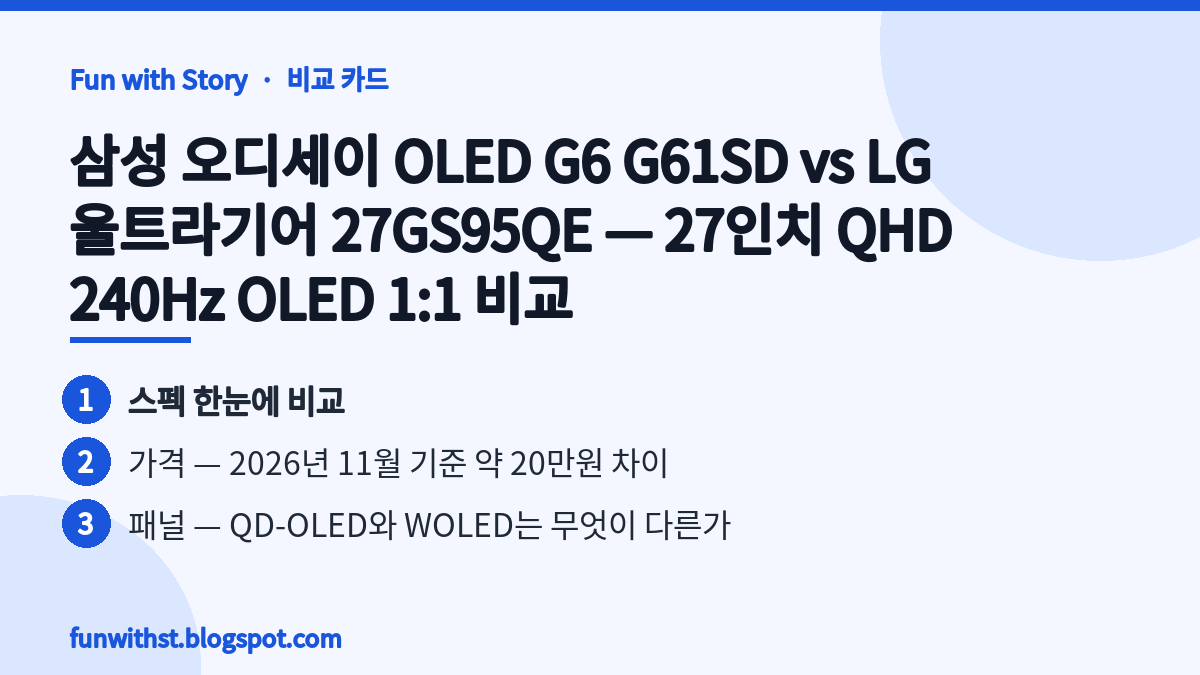 Fun with Story · 비교 카드
삼성 오디세이 OLED G6 G61SD vs LG
울트라기어 27GS95QE — 27인치 QHD
240Hz OLED 1:1 비교
1 스펙 한눈에 비교
2 가격 — 2026년 11월 기준 약 20만원 차이
3 패널 — QD-OLED와 WOLED는 무엇이 다른가
funwithst.blogspot.com